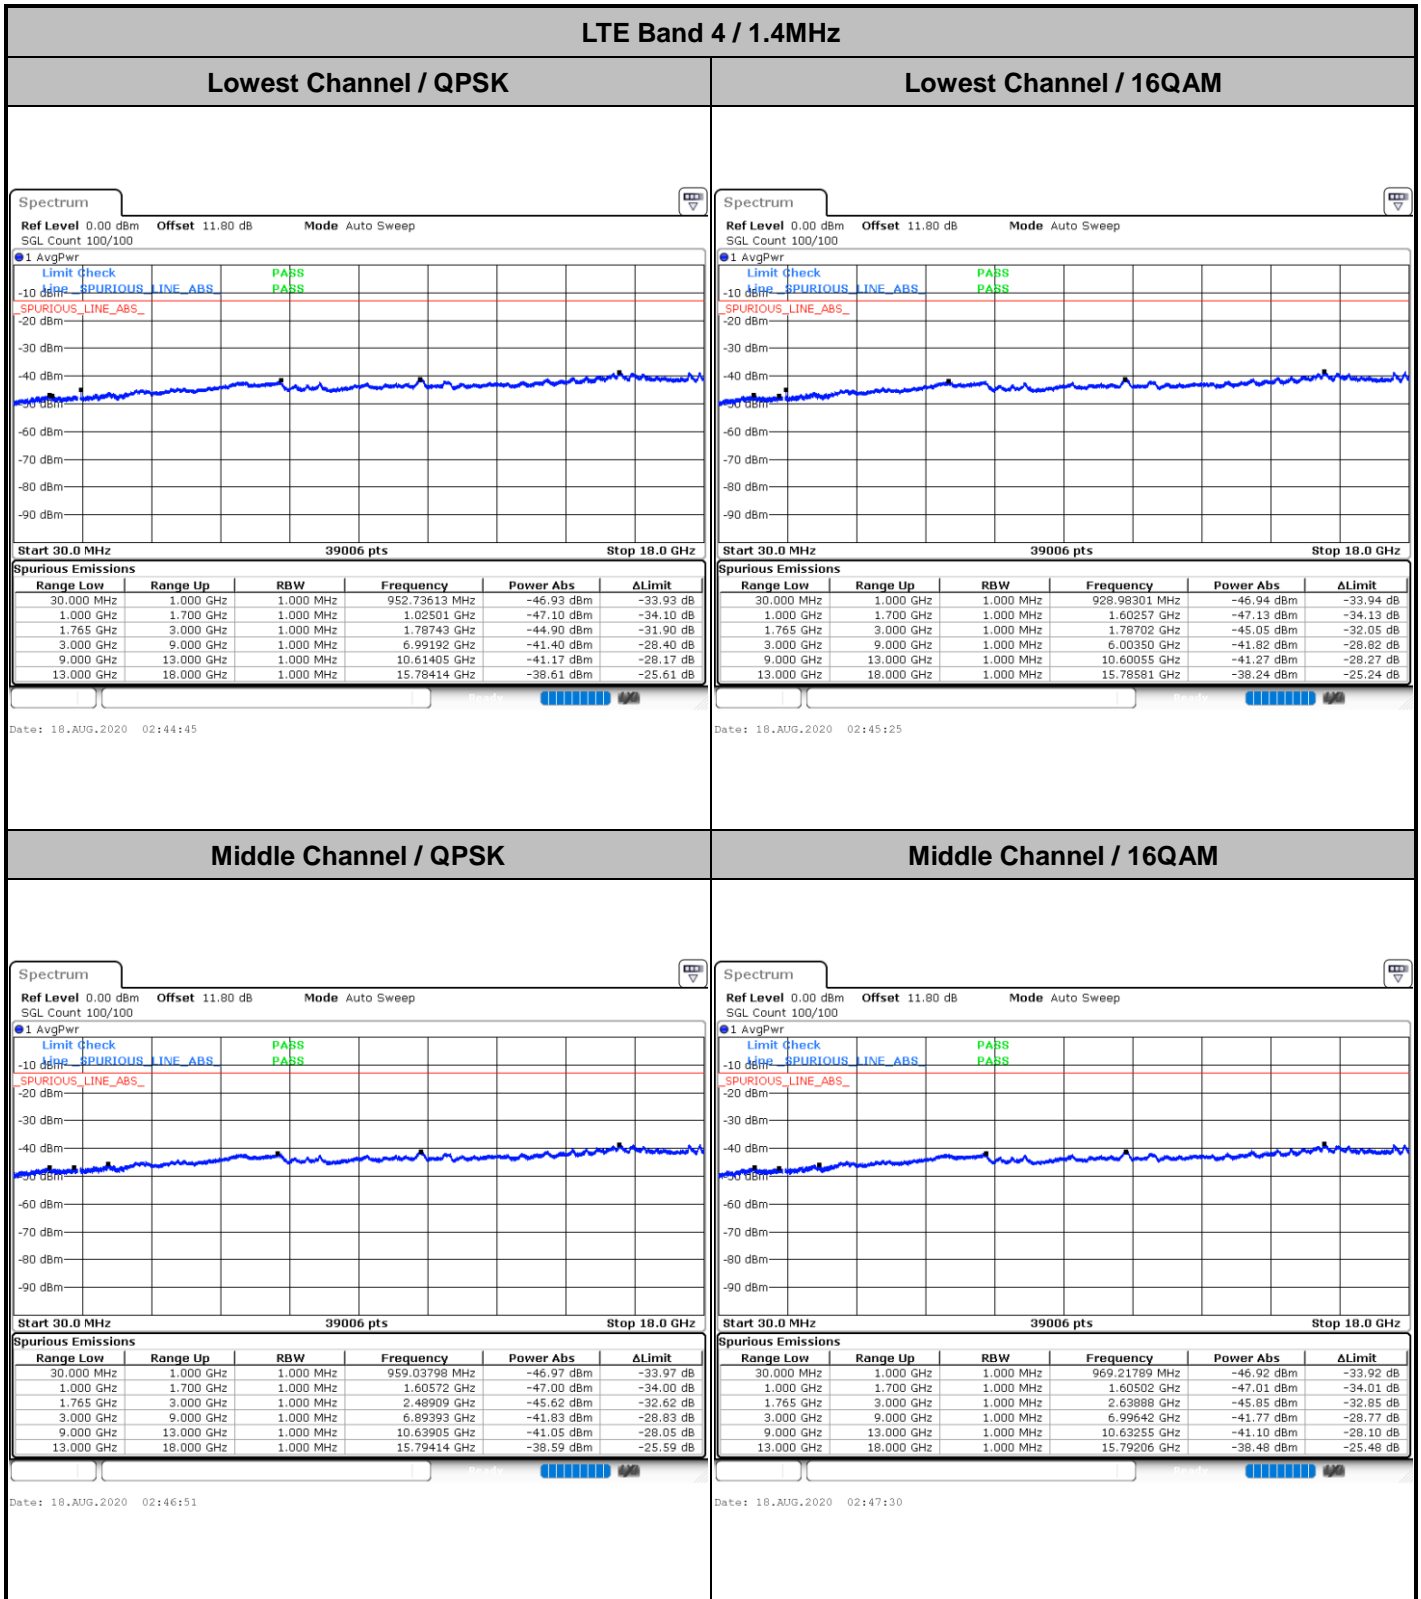 LTE Band 4 / 1.4MHz
Lowest Channel / QPSK
Lowest Channel / 16QAM
Spectrum
Ref Level 0.00 dBm Offset 11.80 dB Mode Auto Sweep
SGL Count 100/100
1 AvgPwr
Limit Check PASS
Line _SPURIOUS_LINE_ABS_ PASS
-10 dBm
_SPURIOUS_LINE_ABS_
-20 dBm
-30 dBm
-40 dBm
-50 dBm
-60 dBm
-70 dBm
-80 dBm
-90 dBm
Start 30.0 MHz 39006 pts Stop 18.0 GHz
Spurious Emissions
Range Low Range Up RBW Frequency Power Abs ΔLimit
30.000 MHz 1.000 GHz 1.000 MHz 952.73613 MHz -46.93 dBm -33.93 dB
1.000 GHz 1.700 GHz 1.000 MHz 1.02501 GHz -47.10 dBm -34.10 dB
1.765 GHz 3.000 GHz 1.000 MHz 1.78743 GHz -44.90 dBm -31.90 dB
3.000 GHz 9.000 GHz 1.000 MHz 6.99192 GHz -41.40 dBm -28.40 dB
9.000 GHz 13.000 GHz 1.000 MHz 10.61405 GHz -41.17 dBm -28.17 dB
13.000 GHz 18.000 GHz 1.000 MHz 15.78414 GHz -38.61 dBm -25.61 dB
Ready
Date: 18.AUG.2020 02:44:45
Spectrum
Ref Level 0.00 dBm Offset 11.80 dB Mode Auto Sweep
SGL Count 100/100
1 AvgPwr
Limit Check PASS
Line _SPURIOUS_LINE_ABS_ PASS
-10 dBm
_SPURIOUS_LINE_ABS_
-20 dBm
-30 dBm
-40 dBm
-50 dBm
-60 dBm
-70 dBm
-80 dBm
-90 dBm
Start 30.0 MHz 39006 pts Stop 18.0 GHz
Spurious Emissions
Range Low Range Up RBW Frequency Power Abs ΔLimit
30.000 MHz 1.000 GHz 1.000 MHz 928.98301 MHz -46.94 dBm -33.94 dB
1.000 GHz 1.700 GHz 1.000 MHz 1.60257 GHz -47.13 dBm -34.13 dB
1.765 GHz 3.000 GHz 1.000 MHz 1.78702 GHz -45.05 dBm -32.05 dB
3.000 GHz 9.000 GHz 1.000 MHz 6.00350 GHz -41.82 dBm -28.82 dB
9.000 GHz 13.000 GHz 1.000 MHz 10.60055 GHz -41.27 dBm -28.27 dB
13.000 GHz 18.000 GHz 1.000 MHz 15.78581 GHz -38.24 dBm -25.24 dB
Ready
Date: 18.AUG.2020 02:45:25
Middle Channel / QPSK
Middle Channel / 16QAM
Spectrum
Ref Level 0.00 dBm Offset 11.80 dB Mode Auto Sweep
SGL Count 100/100
1 AvgPwr
Limit Check PASS
Line _SPURIOUS_LINE_ABS_ PASS
-10 dBm
_SPURIOUS_LINE_ABS_
-20 dBm
-30 dBm
-40 dBm
-50 dBm
-60 dBm
-70 dBm
-80 dBm
-90 dBm
Start 30.0 MHz 39006 pts Stop 18.0 GHz
Spurious Emissions
Range Low Range Up RBW Frequency Power Abs ΔLimit
30.000 MHz 1.000 GHz 1.000 MHz 959.03798 MHz -46.97 dBm -33.97 dB
1.000 GHz 1.700 GHz 1.000 MHz 1.60572 GHz -47.00 dBm -34.00 dB
1.765 GHz 3.000 GHz 1.000 MHz 2.48909 GHz -45.62 dBm -32.62 dB
3.000 GHz 9.000 GHz 1.000 MHz 6.89393 GHz -41.83 dBm -28.83 dB
9.000 GHz 13.000 GHz 1.000 MHz 10.63905 GHz -41.05 dBm -28.05 dB
13.000 GHz 18.000 GHz 1.000 MHz 15.79414 GHz -38.59 dBm -25.59 dB
Ready
Date: 18.AUG.2020 02:46:51
Spectrum
Ref Level 0.00 dBm Offset 11.80 dB Mode Auto Sweep
SGL Count 100/100
1 AvgPwr
Limit Check PASS
Line _SPURIOUS_LINE_ABS_ PASS
-10 dBm
_SPURIOUS_LINE_ABS_
-20 dBm
-30 dBm
-40 dBm
-50 dBm
-60 dBm
-70 dBm
-80 dBm
-90 dBm
Start 30.0 MHz 39006 pts Stop 18.0 GHz
Spurious Emissions
Range Low Range Up RBW Frequency Power Abs ΔLimit
30.000 MHz 1.000 GHz 1.000 MHz 969.21789 MHz -46.92 dBm -33.92 dB
1.000 GHz 1.700 GHz 1.000 MHz 1.60502 GHz -47.01 dBm -34.01 dB
1.765 GHz 3.000 GHz 1.000 MHz 2.63888 GHz -45.85 dBm -32.85 dB
3.000 GHz 9.000 GHz 1.000 MHz 6.99642 GHz -41.77 dBm -28.77 dB
9.000 GHz 13.000 GHz 1.000 MHz 10.63255 GHz -41.10 dBm -28.10 dB
13.000 GHz 18.000 GHz 1.000 MHz 15.79206 GHz -38.48 dBm -25.48 dB
Ready
Date: 18.AUG.2020 02:47:30